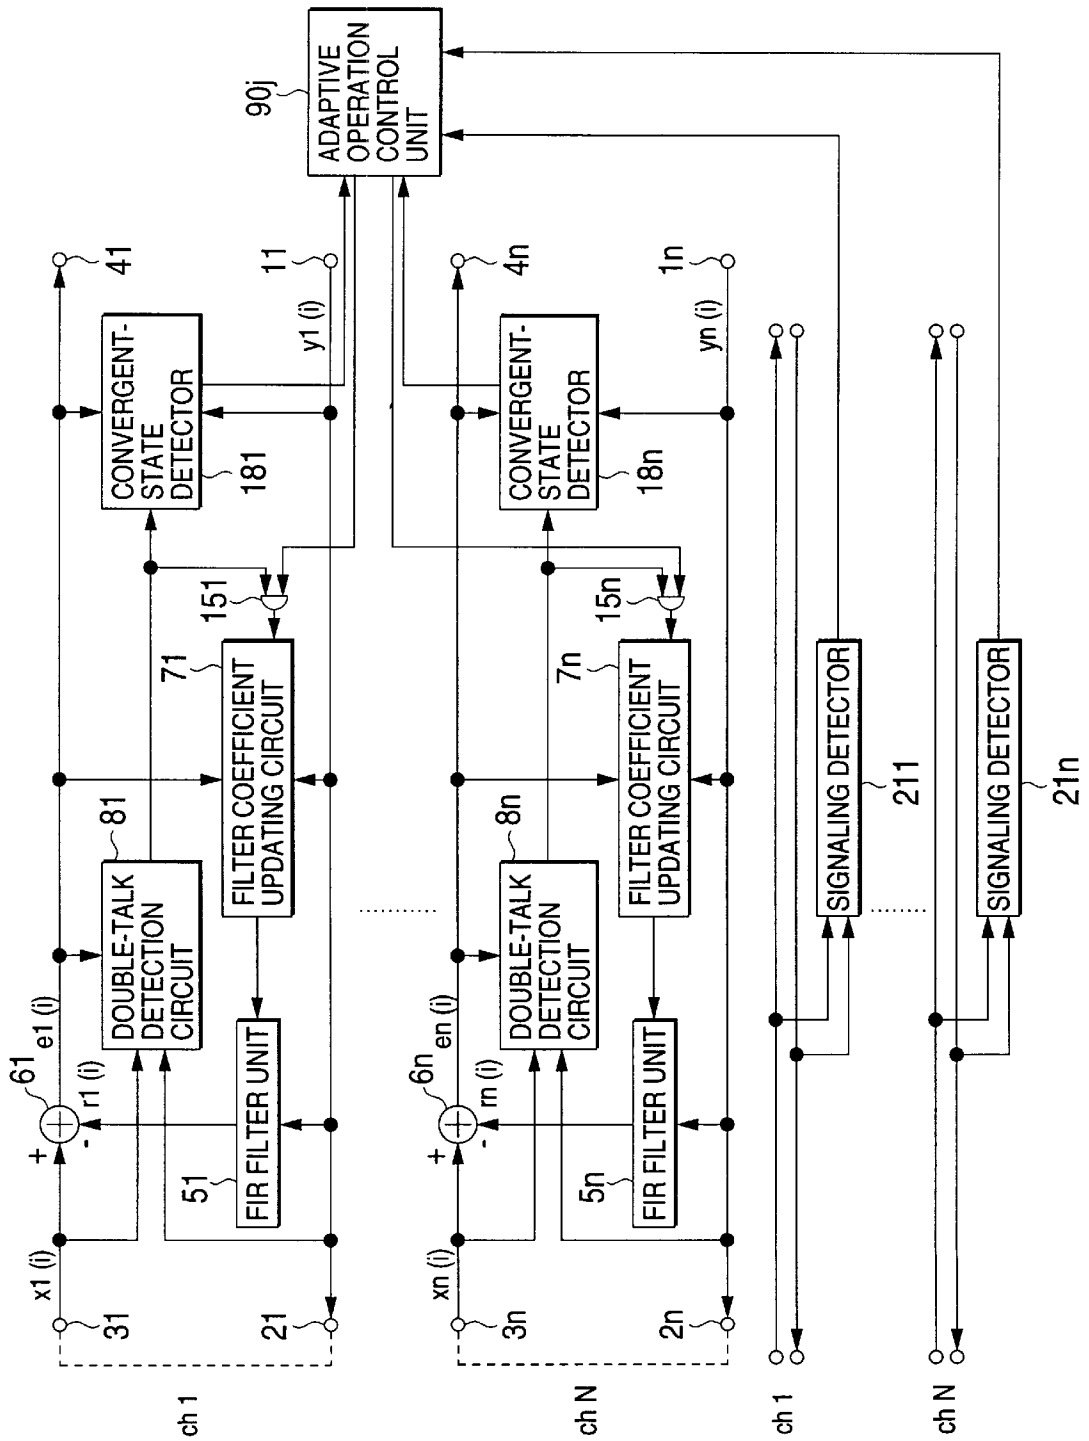 ch 1
31
x1 (i)
+
-
61
r1 (i)
e1 (i)
21
51
FIR FILTER UNIT
DOUBLE-TALK
DETECTION
CIRCUIT
81
FILTER COEFFICIENT
UPDATING CIRCUIT
71
151
CONVERGENT-
STATE
DETECTOR
181
41
y1 (i)
11
ADAPTIVE
OPERATION
CONTROL
UNIT
90j
ch N
3n
xn (i)
+
-
6n
rn (i)
en (i)
2n
5n
FIR FILTER UNIT
DOUBLE-TALK
DETECTION
CIRCUIT
8n
FILTER COEFFICIENT
UPDATING CIRCUIT
7n
15n
CONVERGENT-
STATE
DETECTOR
18n
4n
yn (i)
1n
ch 1
SIGNALING DETECTOR
211
ch N
SIGNALING DETECTOR
21n